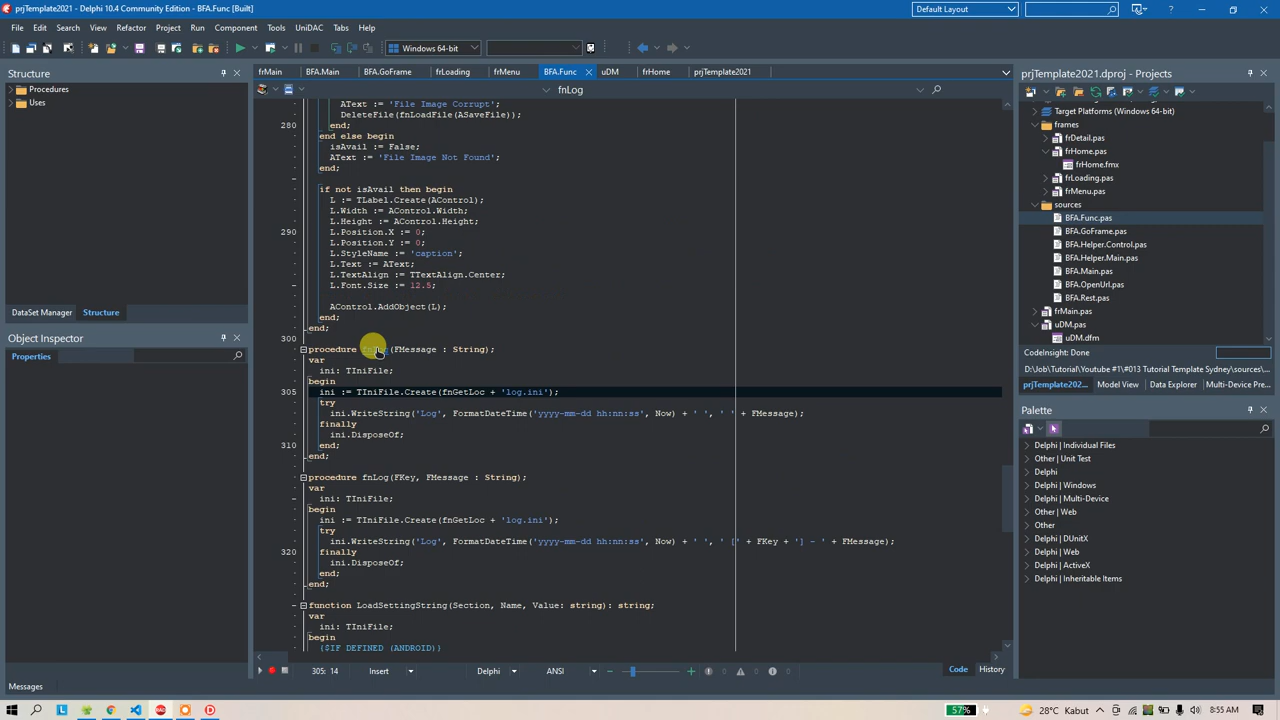 prjTemplate2021 - Delphi 10.4 Community Edition - BFA.Func [Built]
Default Layout
File Edit Search View Refactor Project Run Component Tools UniDAC Tabs Help
Windows 64-bit
Structure
Procedures
Uses
DataSet Manager Structure
Object Inspector
Properties
frMain BFA.Main BFA.GoFrame frLoading frMenu BFA.Func uDM frHome prjTemplate2021
fnLog
AText := 'File Image Corrupt';
DeleteFile(fnLoadFile(ASaveFile));
280 end;
end else begin
isAvail := False;
AText := 'File Image Not Found';
end;
if not isAvail then begin
L := TLabel.Create(AControl);
L.Width := AControl.Width;
L.Height := AControl.Height;
290 L.Position.X := 0;
L.Position.Y := 0;
L.StyleName := 'caption';
L.Text := AText;
L.TextAlign := TTextAlign.Center;
L.Font.Size := 12.5;
AControl.AddObject(L);
end;
end;
300
procedure fnLog(FMessage : String);
var
ini: TIniFile;
begin
305 ini := TIniFile.Create(fnGetLoc + 'log.ini');
try
ini.WriteString('Log', FormatDateTime('yyyy-mm-dd hh:nn:ss', Now) + ' ', ' ' + FMessage);
finally
ini.DisposeOf;
310 end;
end;
procedure fnLog(FKey, FMessage : String);
var
ini: TIniFile;
begin
ini := TIniFile.Create(fnGetLoc + 'log.ini');
try
ini.WriteString('Log', FormatDateTime('yyyy-mm-dd hh:nn:ss', Now) + ' ', ' [' + FKey + '] - ' + FMessage);
320 finally
ini.DisposeOf;
end;
end;
function LoadSettingString(Section, Name, Value: string): string;
var
ini: TIniFile;
begin
{$IF DEFINED (ANDROID)}
305: 14 Insert Delphi ANSI Code History
prjTemplate2021.dproj - Projects
Target Platforms (Windows 64-bit)
frames
frDetail.pas
frHome.pas
frHome.fmx
frLoading.pas
frMenu.pas
sources
BFA.Func.pas
BFA.GoFrame.pas
BFA.Helper.Control.pas
BFA.Helper.Main.pas
BFA.Main.pas
BFA.OpenUrl.pas
BFA.Rest.pas
frMain.pas
uDM.pas
uDM.dfm
CodeInsight: Done
D:\Job\Tutorial\Youtube #1\#013 Tutorial Template Sydney\sources\BFA
prjTemplate202... Model View Data Explorer Multi-Device Pre...
Palette
Delphi | Individual Files
Other | Unit Test
Delphi
Delphi | Windows
Delphi | Multi-Device
Other | Web
Other
Delphi | DUnitX
Delphi | Web
Delphi | ActiveX
Delphi | Inheritable Items
Messages
57% 28°C Kabut 8:55 AM